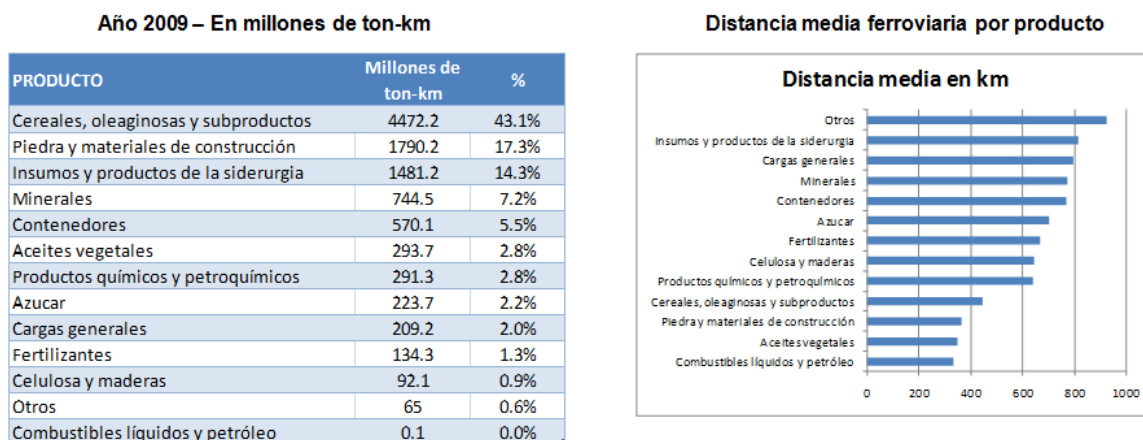 Año 2009 – En millones de ton-km
PRODUCTO Millones de ton-km %
Cereales, oleaginosas y subproductos 4472.2 43.1%
Piedra y materiales de construcción 1790.2 17.3%
Insumos y productos de la siderurgia 1481.2 14.3%
Minerales 744.5 7.2%
Contenedores 570.1 5.5%
Aceites vegetales 293.7 2.8%
Productos químicos y petroquímicos 291.3 2.8%
Azucar 223.7 2.2%
Cargas generales 209.2 2.0%
Fertilizantes 134.3 1.3%
Celulosa y maderas 92.1 0.9%
Otros 65 0.6%
Combustibles líquidos y petróleo 0.1 0.0%
Distancia media ferroviaria por producto
Distancia media en km
Otros
Insumos y productos de la siderurgia
Cargas generales
Minerales
Contenedores
Azucar
Fertilizantes
Celulosa y maderas
Productos químicos y petroquímicos
Cereales, oleaginosas y subproductos
Piedra y materiales de construcción
Aceites vegetales
Combustibles líquidos y petróleo
0 200 400 600 800 1000